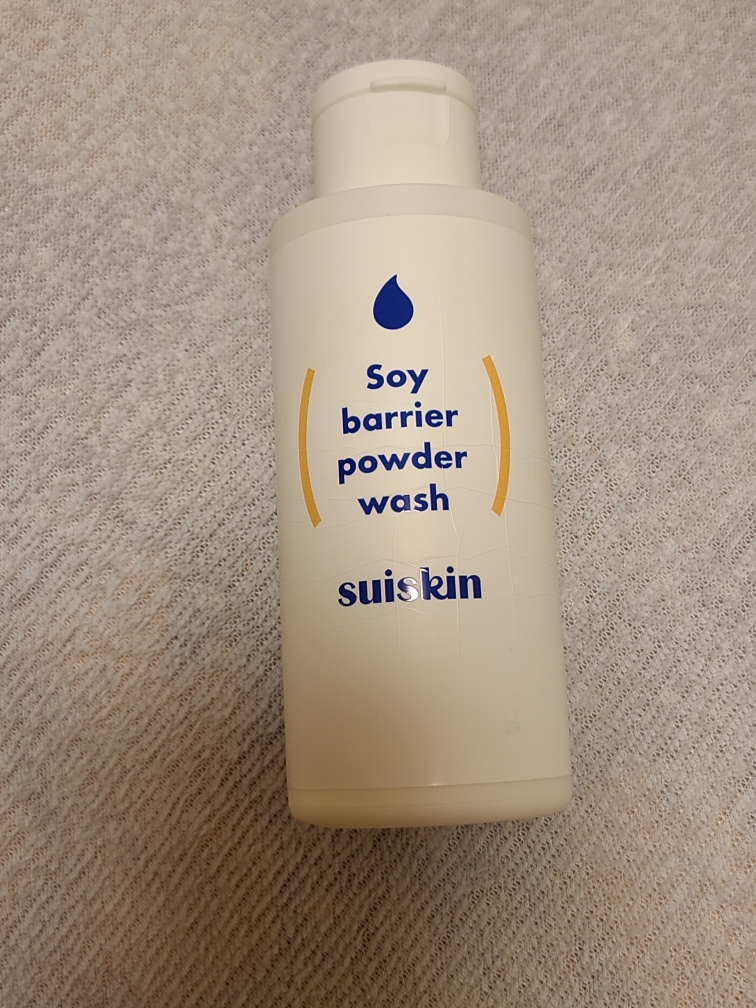 Soy
barrier
powder
wash
suiskin